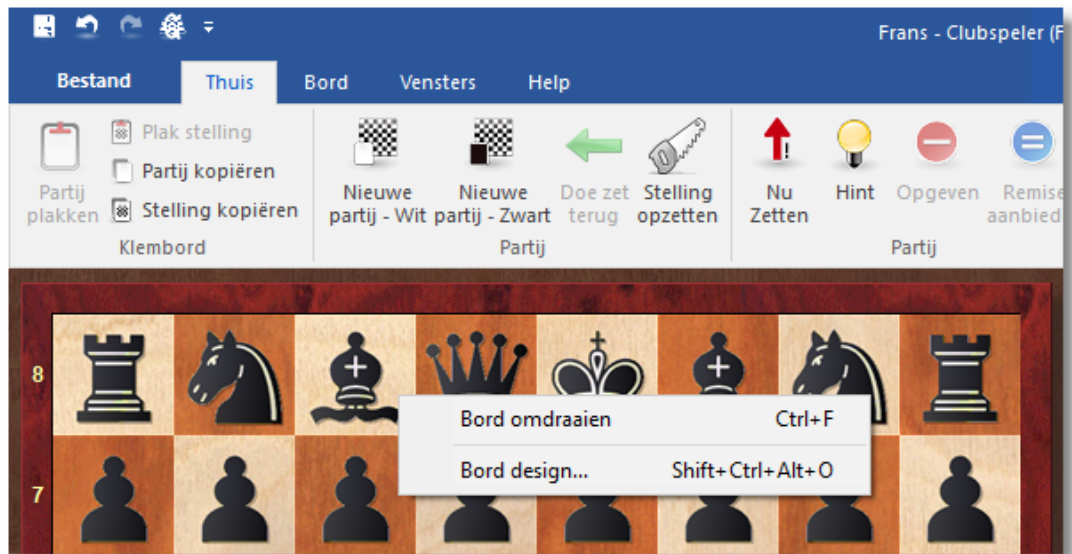 Frans - Clubspeler (F
Bestand Thuis Bord Vensters Help
Partij plakken
Plak stelling
Partij kopiëren
Stelling kopiëren
Klembord
Nieuwe partij - Wit
Nieuwe partij - Zwart
Doe zet terug
Stelling opzetten
Partij
Nu Zetten
Hint
Opgeven
Remise aanbied
Partij
8
Bord omdraaien Ctrl+F
Bord design... Shift+Ctrl+Alt+O
7